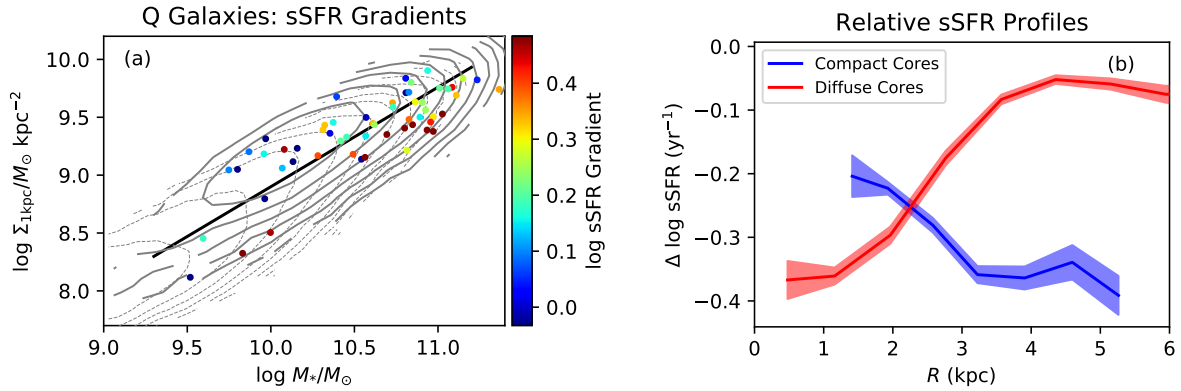 Q Galaxies: sSFR Gradients
(a)
log Σ1kpc/M⊙ kpc−2
10.0
9.5
9.0
8.5
8.0
9.0 9.5 10.0 10.5 11.0
log M*/M⊙
0.4
0.3
0.2
0.1
0.0
log sSFR Gradient
Relative sSFR Profiles
(b)
Compact Cores
Diffuse Cores
Δ log sSFR (yr−1)
0.0
−0.1
−0.2
−0.3
−0.4
0 1 2 3 4 5 6
R (kpc)